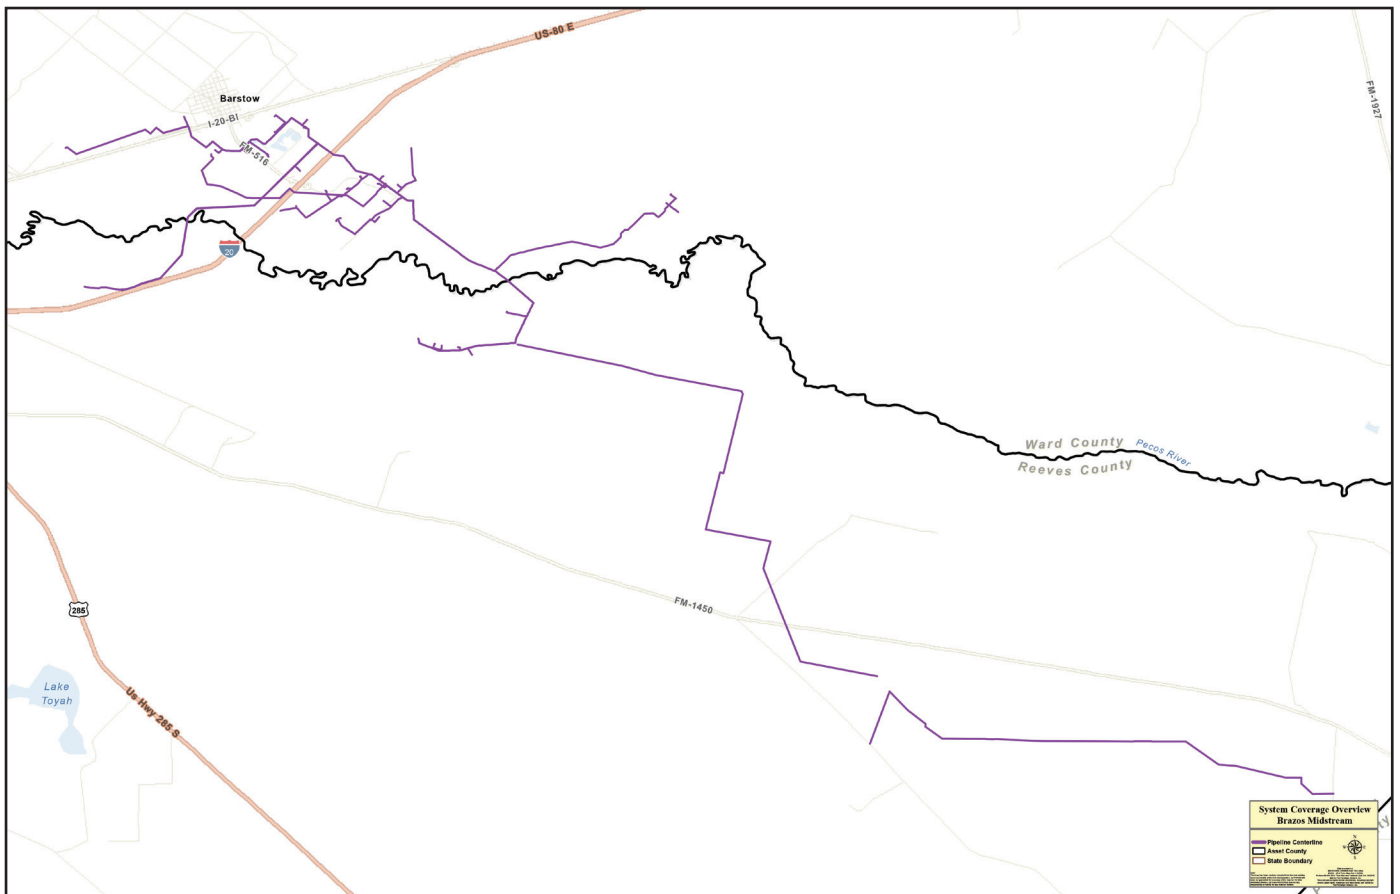 US-80 E
FM-1927
Barstow
I-20-BI
FM-516
20
Ward County
Pecos River
Reeves County
285
FM-1450
Lake
Toyah
Us Hwy 285 S
System Coverage Overview
Brazos Midstream
Pipeline Centerline
Asset County
State Boundary
N
S